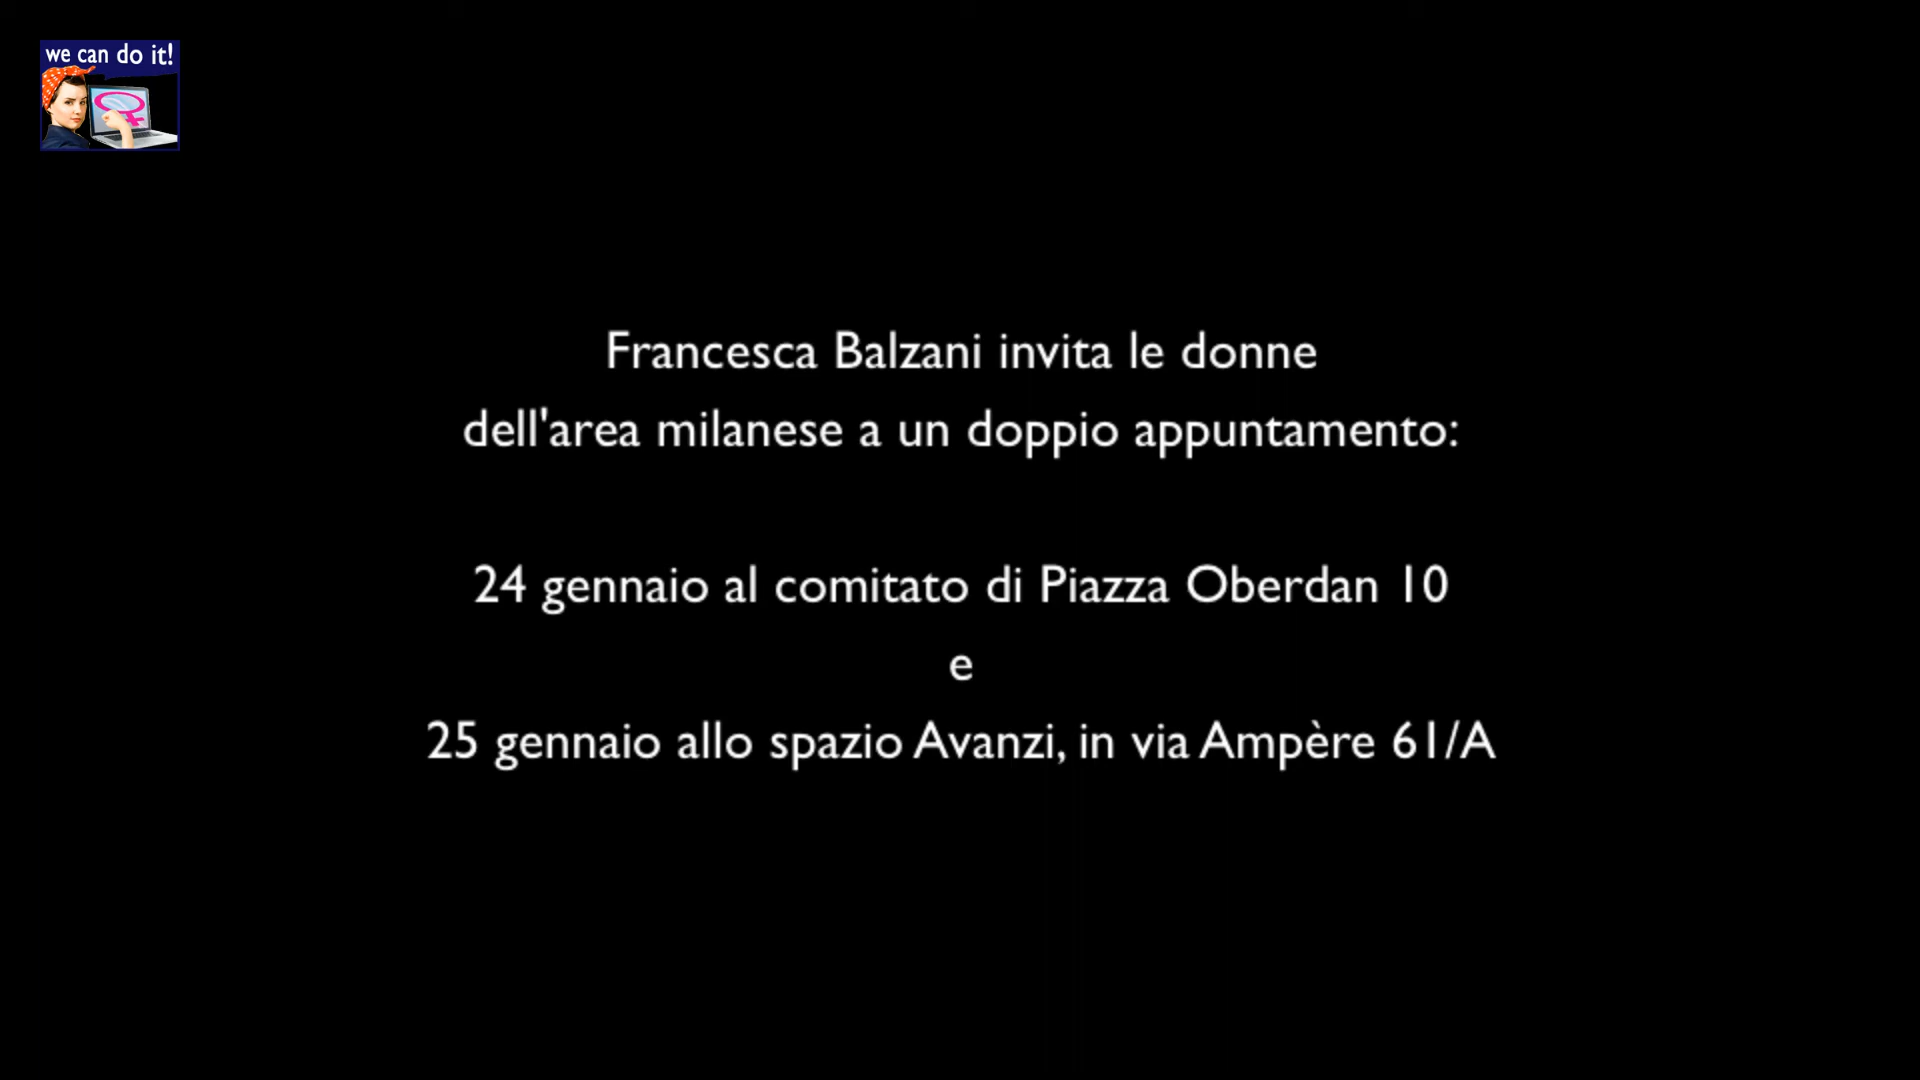 we can do it!
Francesca Balzani invita le donne
dell'area milanese a un doppio appuntamento:
24 gennaio al comitato di Piazza Oberdan 10
e
25 gennaio allo spazio Avanzi, in via Ampère 61/A